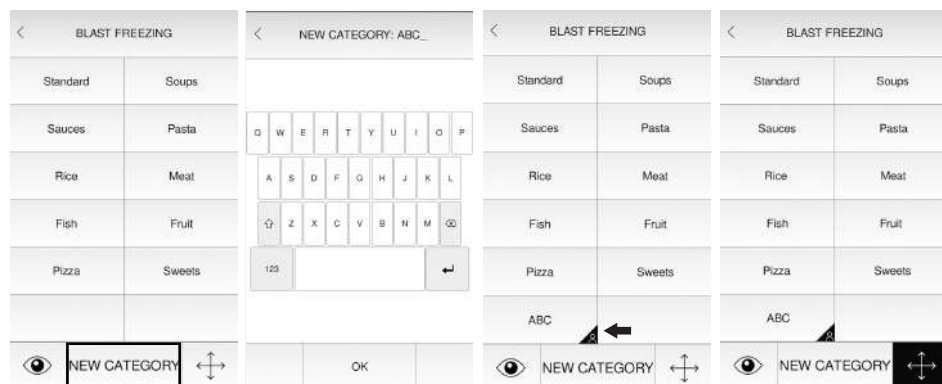 BLAST FREEZING
Standard Soups
Sauces Pasta
Rice Meat
Fish Fruit
Pizza Sweets
NEW CATEGORY
NEW CATEGORY: ABC_
Q W E R T Y U I O P
A S D F G H J K L
Z X C V B N M
123
OK
BLAST FREEZING
Standard Soups
Sauces Pasta
Rice Meat
Fish Fruit
Pizza Sweets
ABC
NEW CATEGORY
BLAST FREEZING
Standard Soups
Sauces Pasta
Rice Meat
Fish Fruit
Pizza Sweets
ABC
NEW CATEGORY